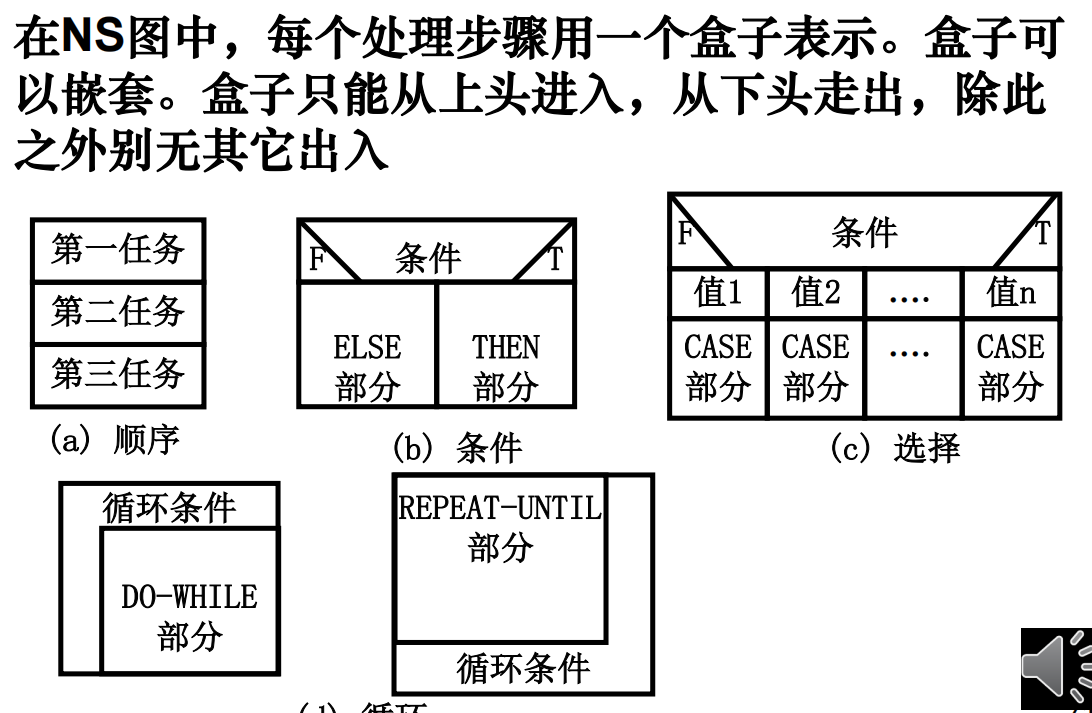 在NS图中，每个处理步骤用一个盒子表示。盒子可
以嵌套。盒子只能从上头进入，从下头走出，除此
之外别无其它出入
第一任务
第二任务
第三任务
(a) 顺序
F 条件 T
ELSE THEN
部分 部分
(b) 条件
F 条件 T
值1 值2 .... 值n
CASE CASE .... CASE
部分 部分 部分
(c) 选择
循环条件
DO-WHILE
部分
REPEAT-UNTIL
部分
循环条件
(d) 循环